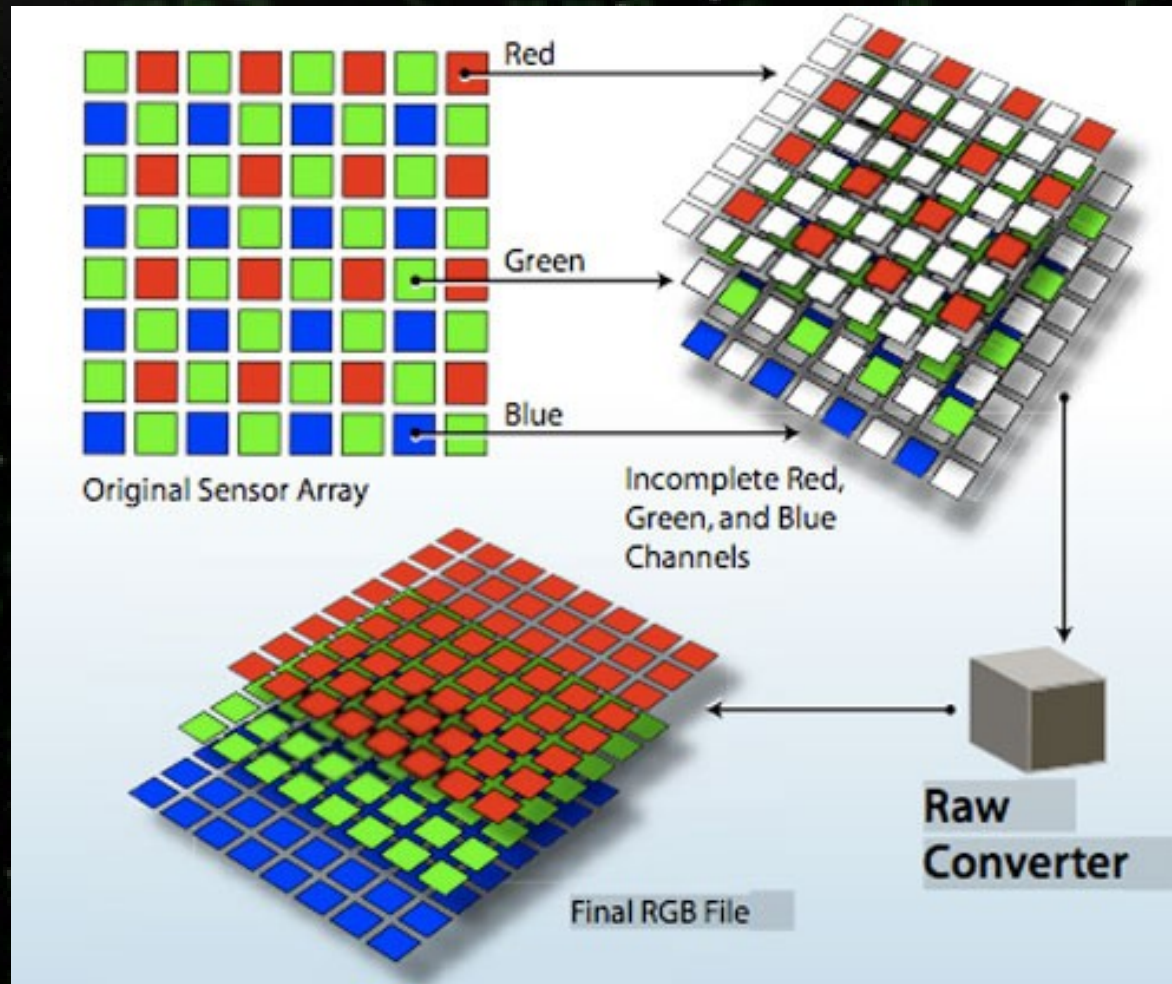 Red
Green
Blue
Original Sensor Array
Incomplete Red,
Green, and Blue
Channels
Raw
Converter
Final RGB File